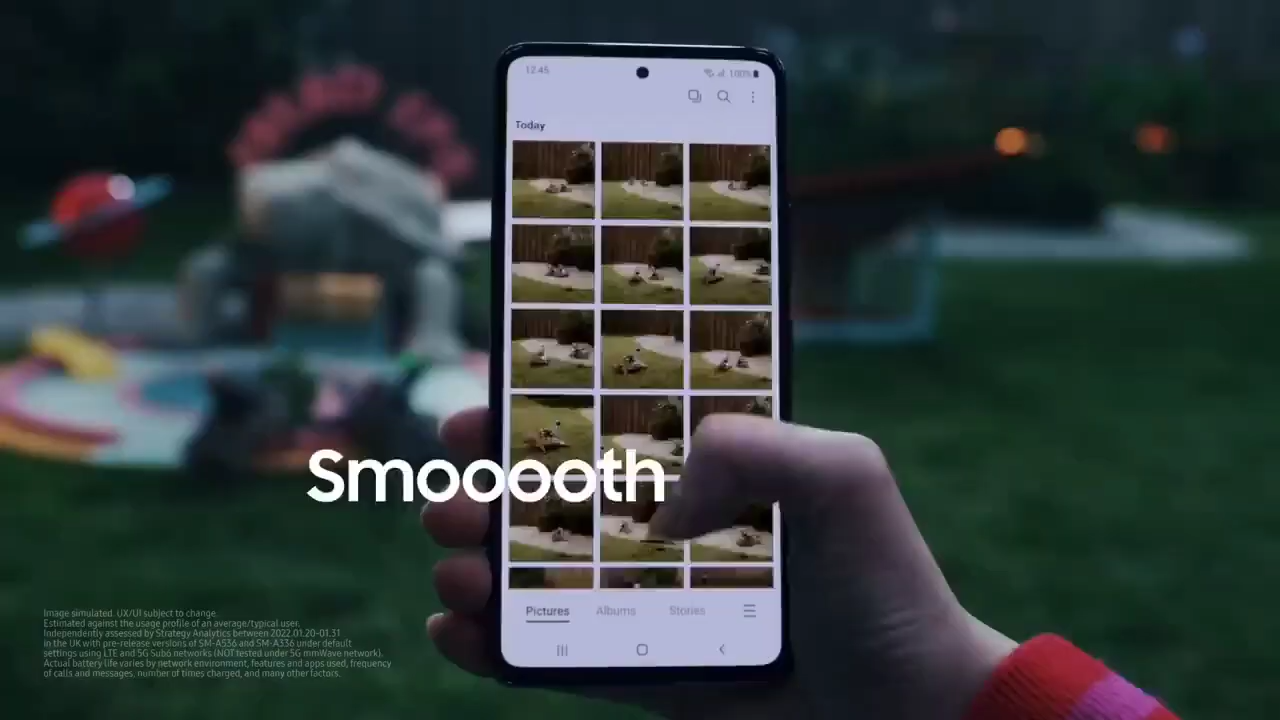 12.45
100%
Today
Smooooth
Pictures
Albums
Stories
Image simulated. UX/UI subject to change.
Estimated against the usage profile of an average/typical user.
Independently assessed by Strategy Analytics between 2022.01.20-01.31
in the UK with pre-release versions of SM-A536 and SM-A336 under default
settings using LTE and 5G Sub6 networks (NOT tested under 5G mmWave network).
Actual battery life varies by network environment, features and apps used, frequency
of calls and messages, number of times charged, and many other factors.